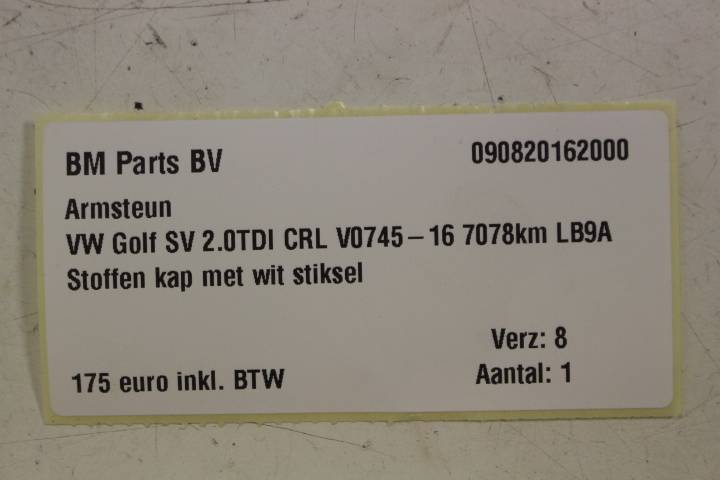 BM Parts BV 090820162000
Armsteun
VW Golf SV 2.0TDI CRL V0745-16 7078km LB9A
Stoffen kap met wit stiksel
Verz: 8
175 euro inkl. BTW Aantal: 1